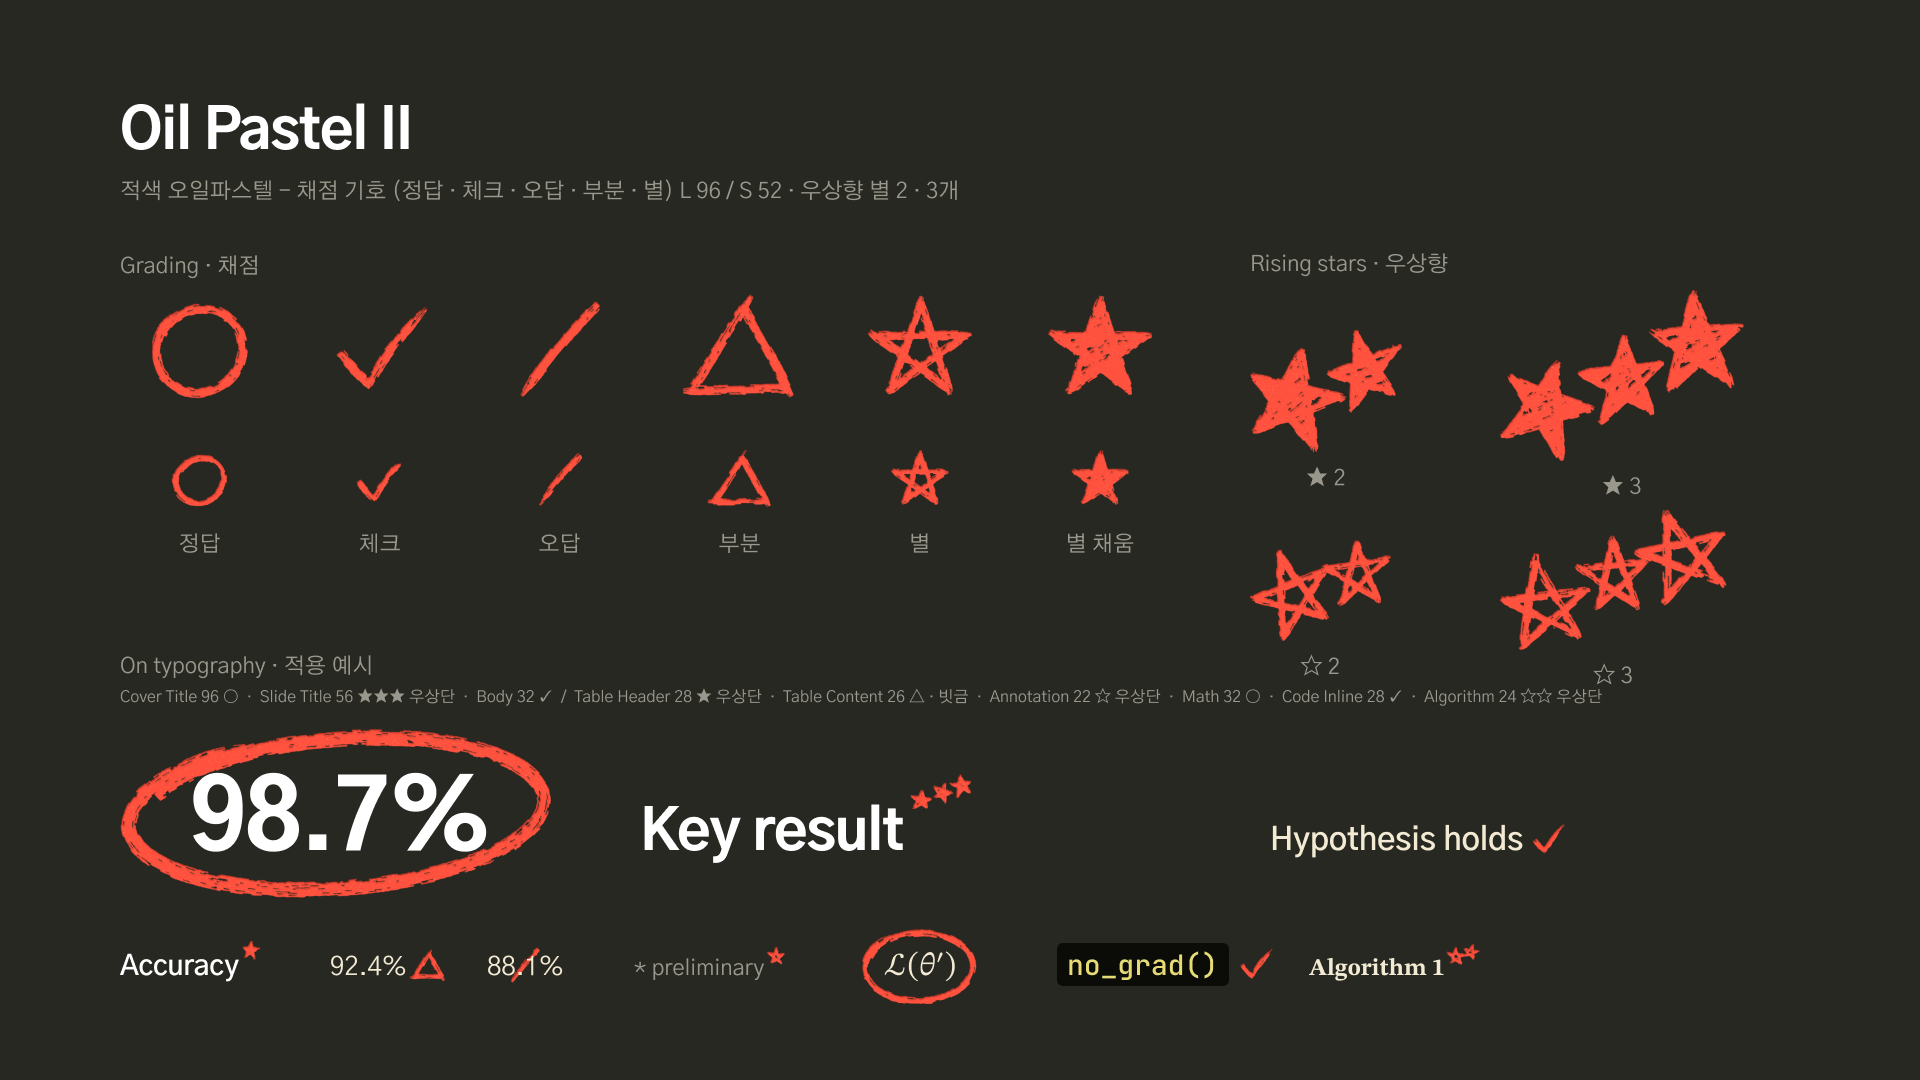 Oil Pastel II
적색 오일파스텔 – 채점 기호 (정답 · 체크 · 오답 · 부분 · 별) L 96 / S 52 · 우상향 별 2 · 3개
Grading · 채점
정답
체크
오답
부분
별
별 채움
Rising stars · 우상향
★ 2
★ 3
☆ 2
☆ 3
On typography · 적용 예시
Cover Title 96 ○ · Slide Title 56 ★★★ 우상단 · Body 32 ✓ / Table Header 28 ★ 우상단 · Table Content 26 △ · 빗금 · Annotation 22 ☆ 우상단 · Math 32 ○ · Code Inline 28 ✓ · Algorithm 24 ☆☆ 우상단
98.7%
Key result
Hypothesis holds
Accuracy
92.4%
88.1%
* preliminary
ℒ(θ′)
no_grad()
Algorithm 1